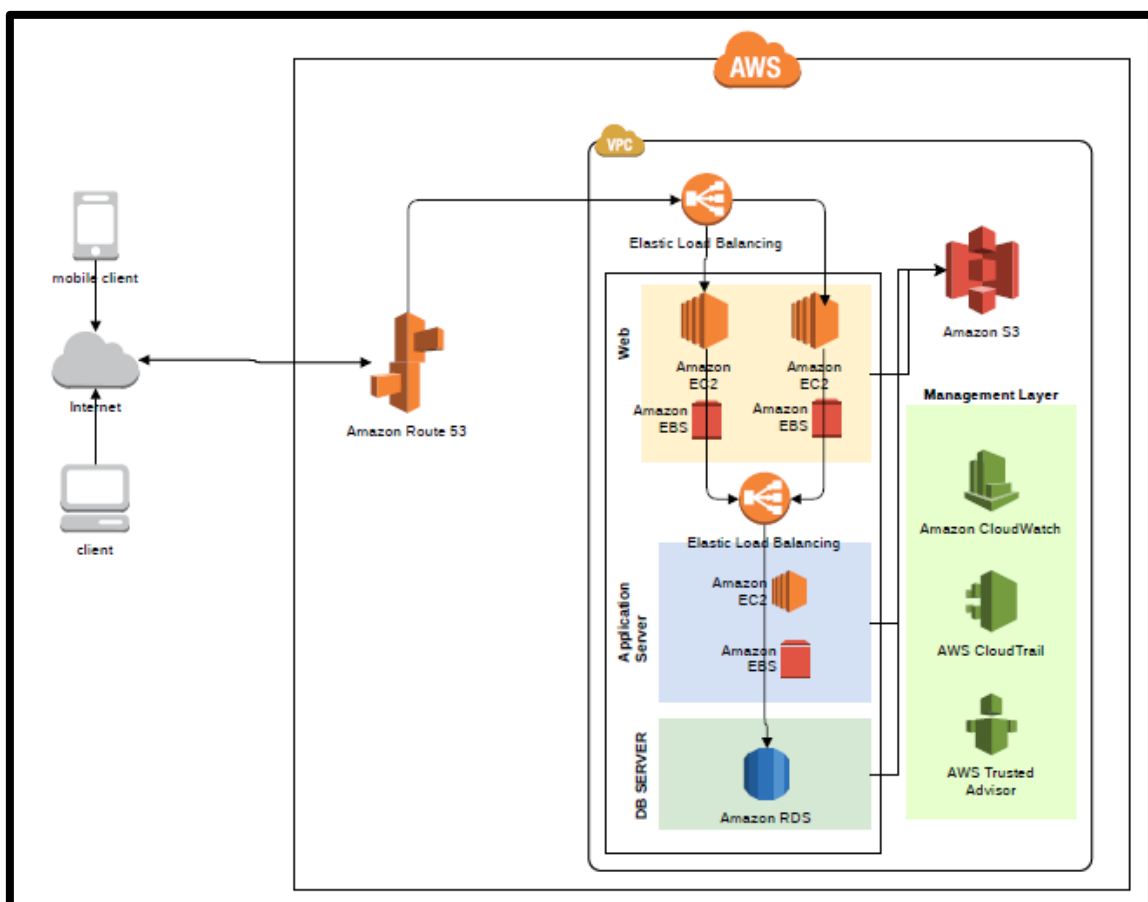 AWS
VPC
Elastic Load Balancing
mobile client
Internet
client
Amazon Route 53
Web
Amazon
EC2
Amazon
EC2
Amazon
EBS
Amazon
EBS
Amazon S3
Management Layer
Amazon CloudWatch
AWS CloudTrail
AWS Trusted
Advisor
Elastic Load Balancing
Application
Server
Amazon
EC2
Amazon
EBS
DB SERVER
Amazon RDS